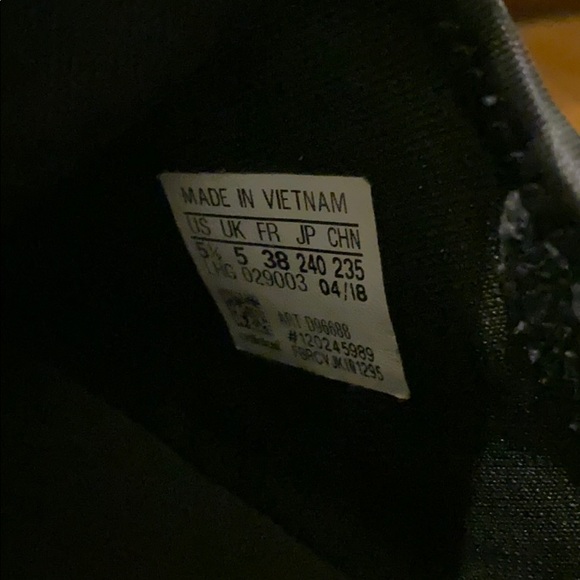 MADE IN VIETNAM
US UK FR JP CHN
5½ 5 38 240 235
LHG 029003 04/18
ART D96688
#120245989